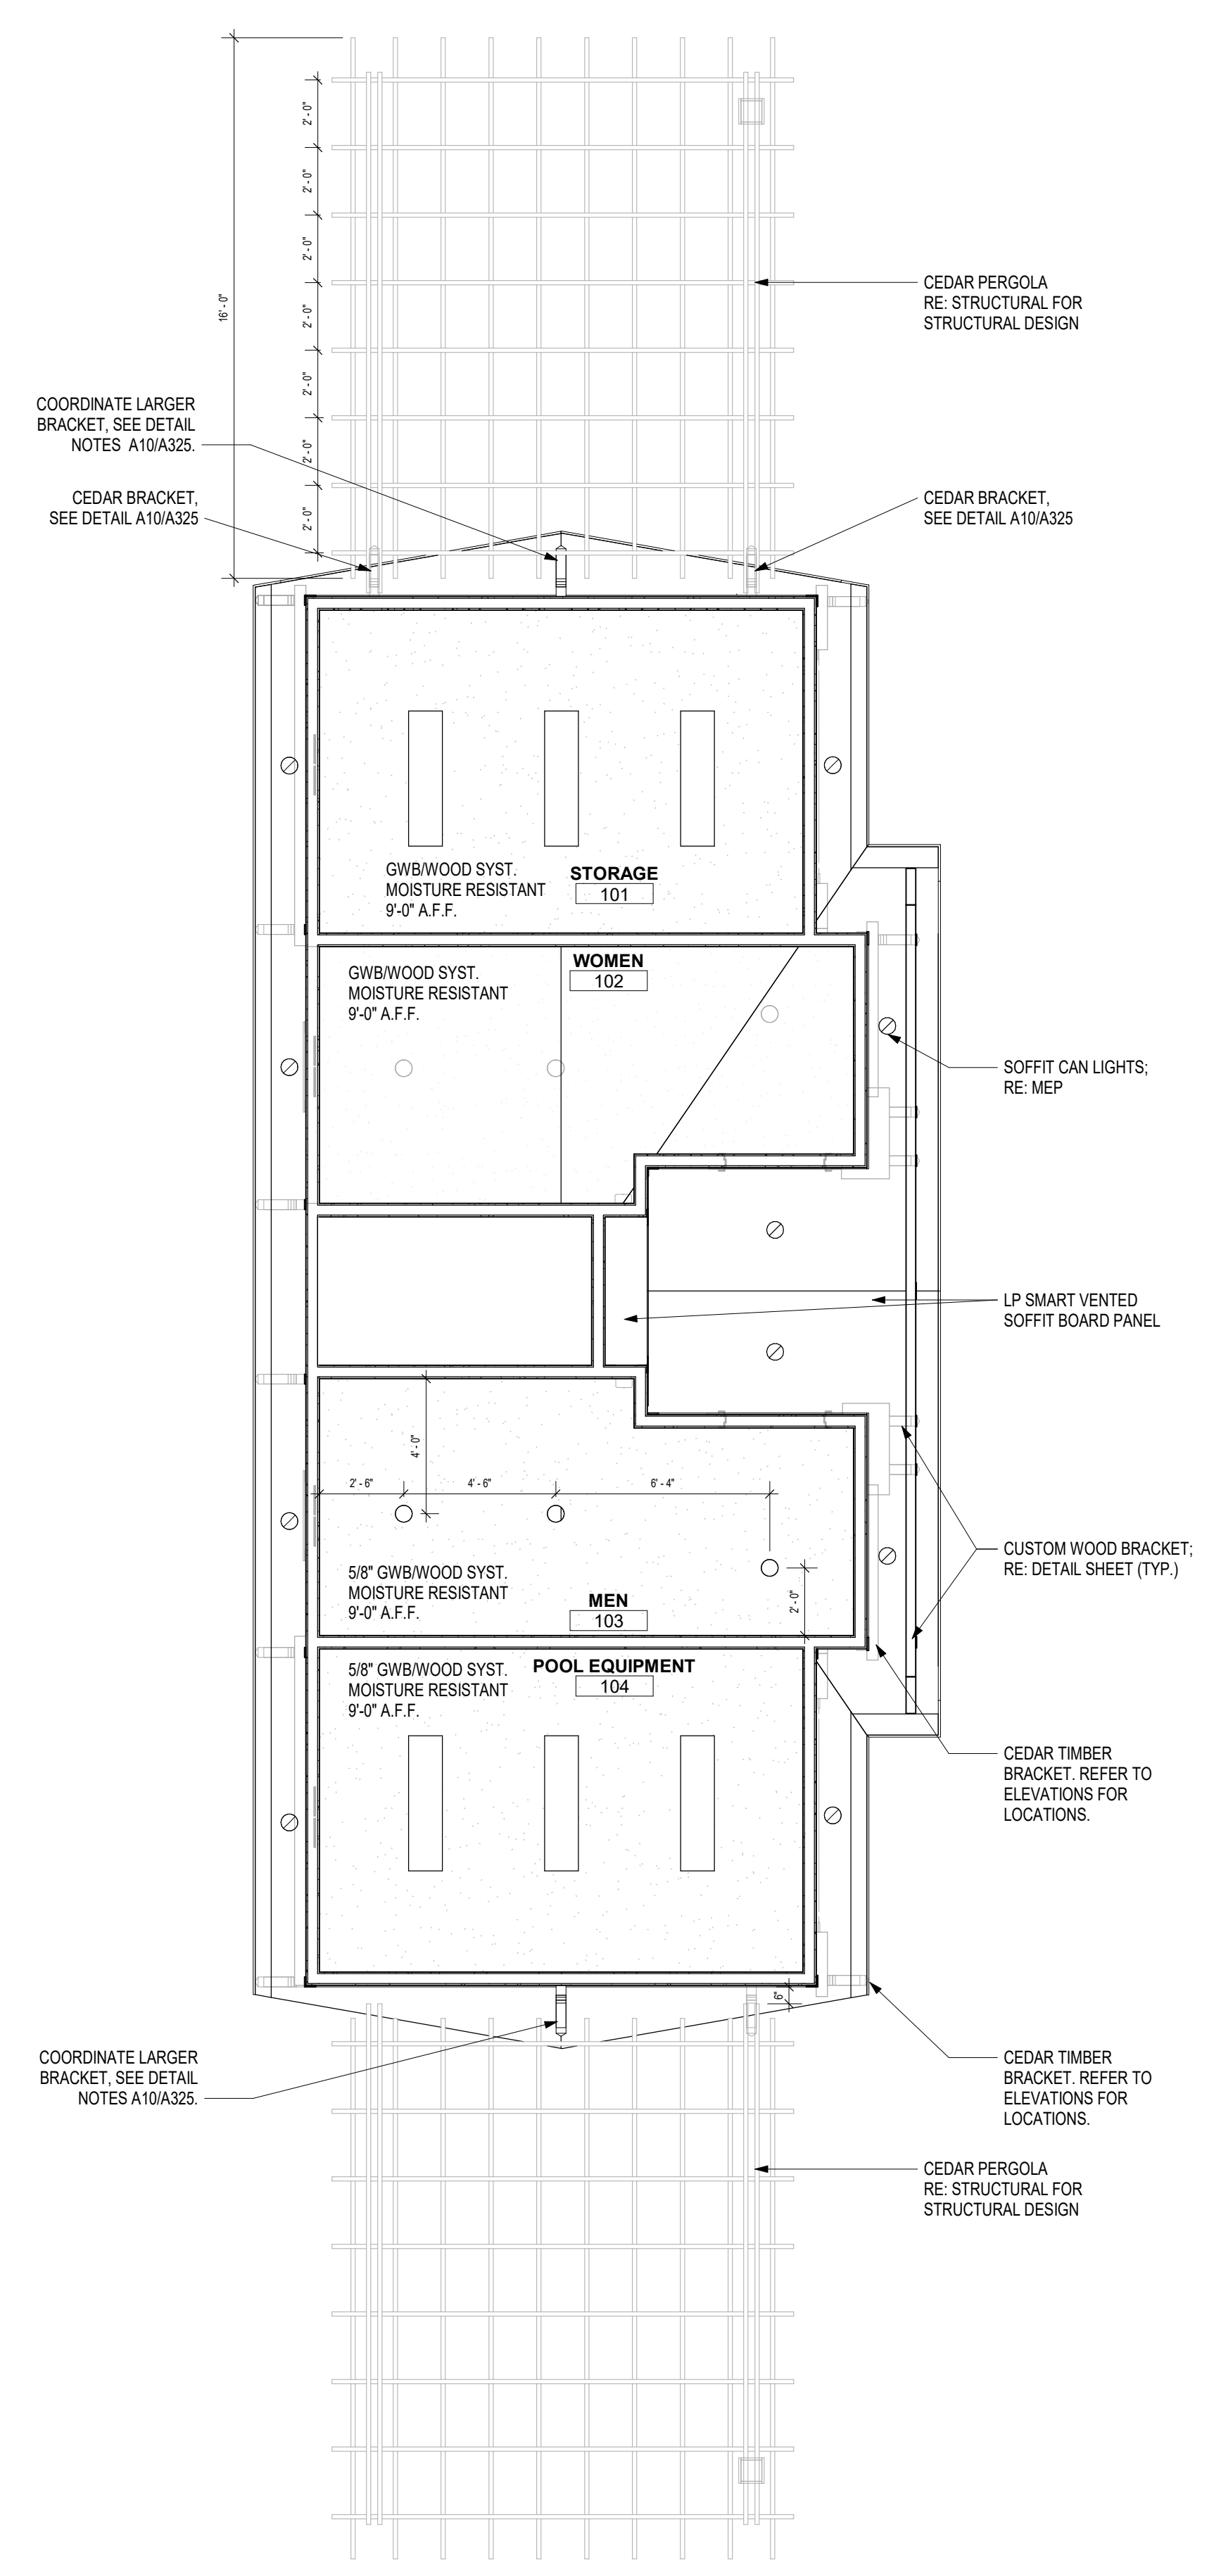 16' - 0"
2' - 0"
2' - 0"
2' - 0"
2' - 0"
2' - 0"
2' - 0"
2' - 0"
CEDAR PERGOLA
RE: STRUCTURAL FOR
STRUCTURAL DESIGN
COORDINATE LARGER
BRACKET, SEE DETAIL
NOTES A10/A325.
CEDAR BRACKET,
SEE DETAIL A10/A325
CEDAR BRACKET,
SEE DETAIL A10/A325
GWB/WOOD SYST.
MOISTURE RESISTANT
9'-0" A.F.F.
STORAGE
101
WOMEN
102
GWB/WOOD SYST.
MOISTURE RESISTANT
9'-0" A.F.F.
SOFFIT CAN LIGHTS;
RE: MEP
LP SMART VENTED
SOFFIT BOARD PANEL
4' - 0"
2' - 6"
4' - 6"
6' - 4"
2' - 0"
5/8" GWB/WOOD SYST.
MOISTURE RESISTANT
9'-0" A.F.F.
MEN
103
CUSTOM WOOD BRACKET;
RE: DETAIL SHEET (TYP.)
5/8" GWB/WOOD SYST.
MOISTURE RESISTANT
9'-0" A.F.F.
POOL EQUIPMENT
104
CEDAR TIMBER
BRACKET. REFER TO
ELEVATIONS FOR
LOCATIONS.
6"
COORDINATE LARGER
BRACKET, SEE DETAIL
NOTES A10/A325.
CEDAR TIMBER
BRACKET. REFER TO
ELEVATIONS FOR
LOCATIONS.
CEDAR PERGOLA
RE: STRUCTURAL FOR
STRUCTURAL DESIGN